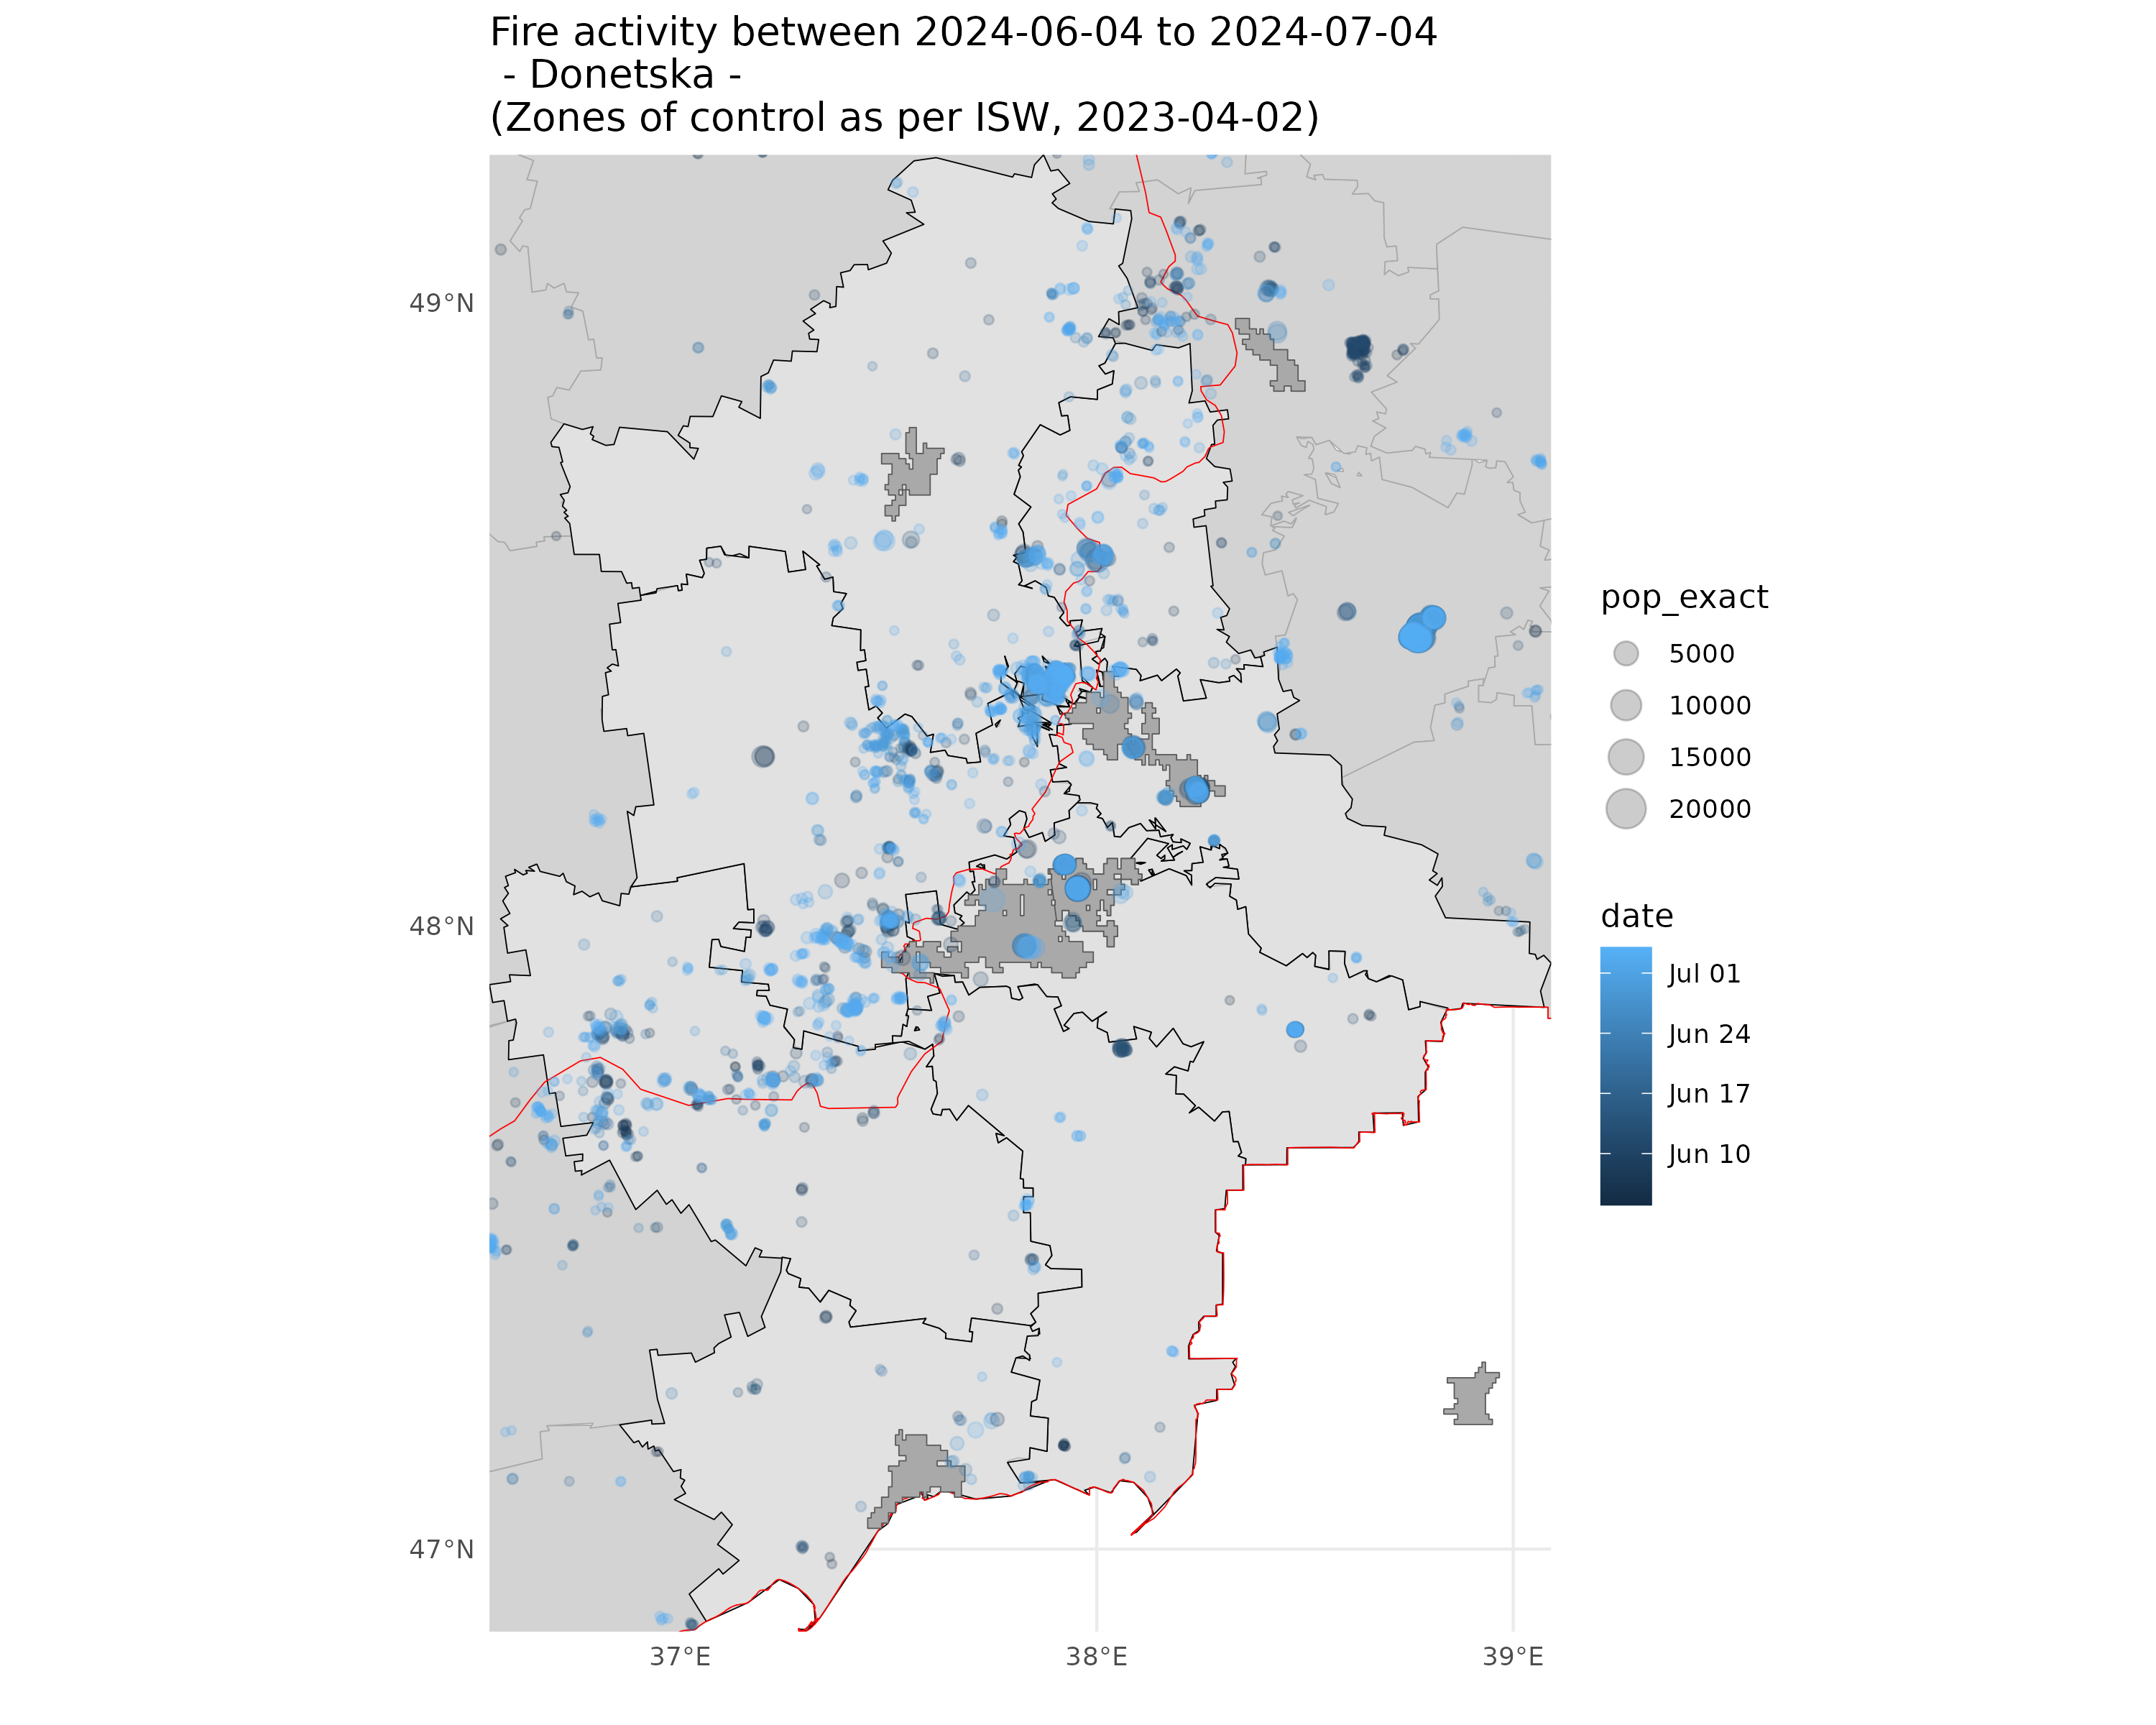 Fire activity between 2024-06-04 to 2024-07-04
- Donetska -
(Zones of control as per ISW, 2023-04-02)
49°N
48°N
47°N
37°E
38°E
39°E
pop_exact
5000
10000
15000
20000
date
Jul 01
Jun 24
Jun 17
Jun 10